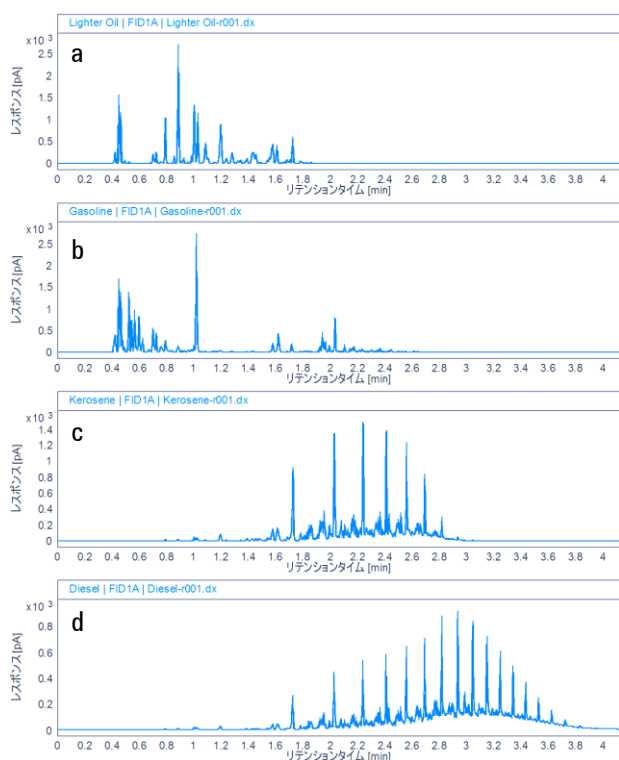 Lighter Oil | FID1A | Lighter Oil-r001.dx
x10 3
a
レスポンス[pA]
2.5
2
1.5
1
0.5
0
0 0.2 0.4 0.6 0.8 1 1.2 1.4 1.6 1.8 2 2.2 2.4 2.6 2.8 3 3.2 3.4 3.6 3.8 4
リテンションタイム [min]
Gasoline | FID1A | Gasoline-r001.dx
x10 3
b
レスポンス[pA]
2.5
2
1.5
1
0.5
0
0 0.2 0.4 0.6 0.8 1 1.2 1.4 1.6 1.8 2 2.2 2.4 2.6 2.8 3 3.2 3.4 3.6 3.8 4
リテンションタイム [min]
Kerosene | FID1A | Kerosene-r001.dx
x10 3
c
レスポンス[pA]
1.4
1.2
1
0.8
0.6
0.4
0.2
0
0 0.2 0.4 0.6 0.8 1 1.2 1.4 1.6 1.8 2 2.2 2.4 2.6 2.8 3 3.2 3.4 3.6 3.8 4
リテンションタイム [min]
Diesel | FID1A | Diesel-r001.dx
x10 3
d
レスポンス[pA]
0.8
0.6
0.4
0.2
0
0 0.2 0.4 0.6 0.8 1 1.2 1.4 1.6 1.8 2 2.2 2.4 2.6 2.8 3 3.2 3.4 3.6 3.8 4
リテンションタイム [min]